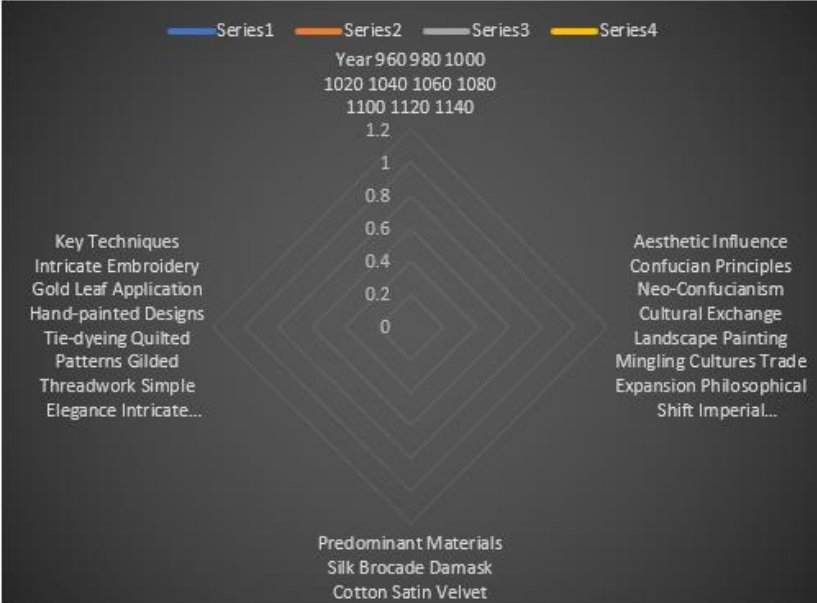 Series1 Series2 Series3 Series4
Year 960 980 1000
1020 1040 1060 1080
1100 1120 1140
1.2
1
0.8
0.6
0.4
0.2
0
Key Techniques
Intricate Embroidery
Gold Leaf Application
Hand-painted Designs
Tie-dyeing Quilted
Patterns Gilded
Threadwork Simple
Elegance Intricate...
Aesthetic Influence
Confucian Principles
Neo-Confucianism
Cultural Exchange
Landscape Painting
Mingling Cultures Trade
Expansion Philosophical
Shift Imperial...
Predominant Materials
Silk Brocade Damask
Cotton Satin Velvet